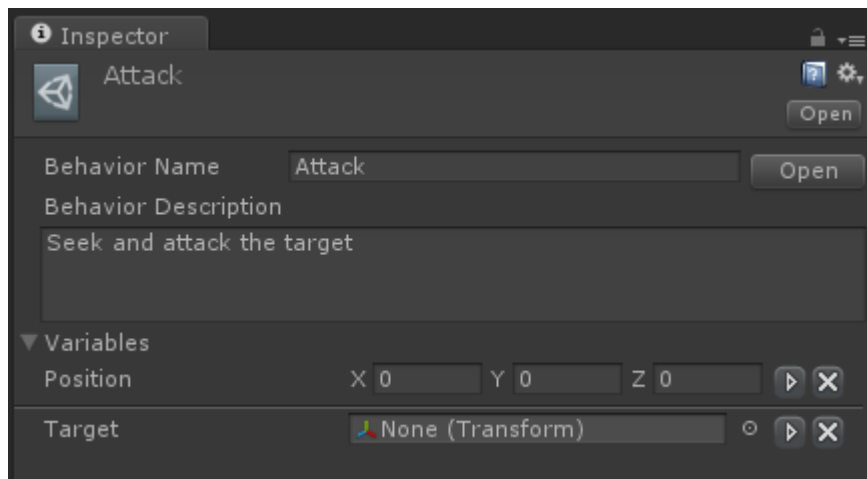 Inspector
Attack
Open
Behavior Name Attack Open
Behavior Description
Seek and attack the target
Variables
Position X 0 Y 0 Z 0
Target None (Transform)